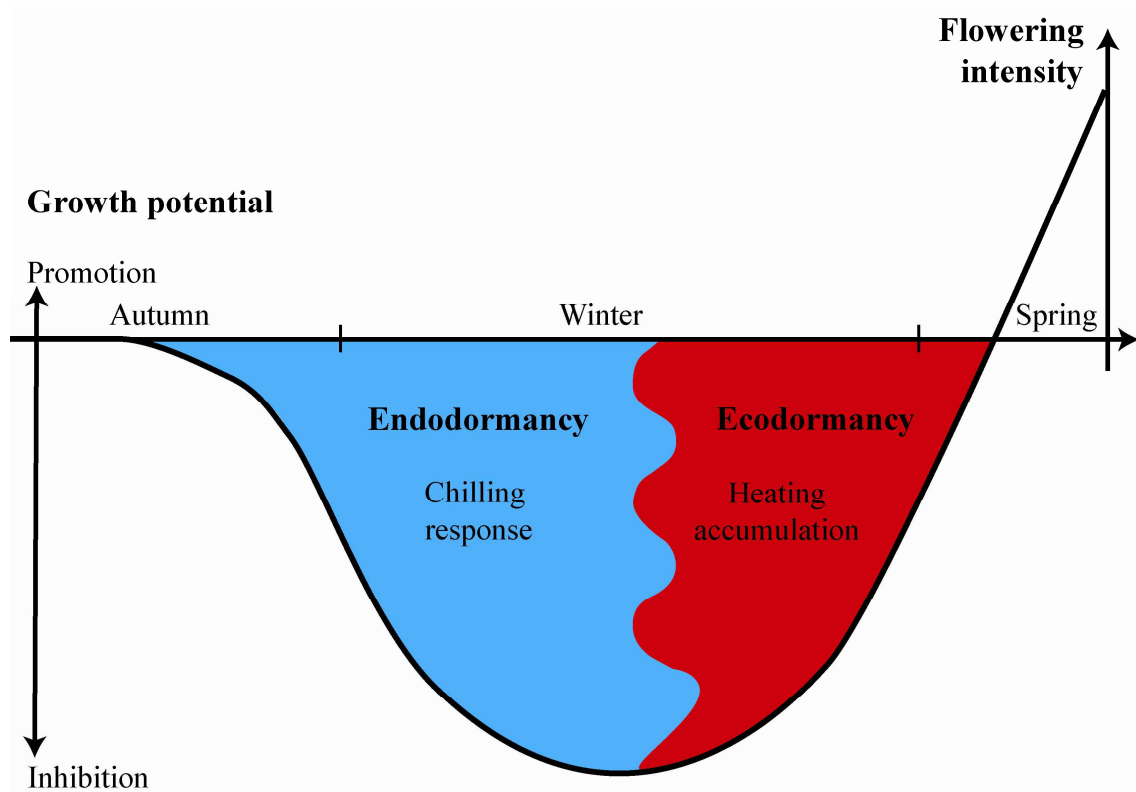 Flowering
intensity
Growth potential
Promotion
Autumn
Winter
Spring
Endodormancy
Ecodormancy
Chilling
response
Heating
accumulation
Inhibition